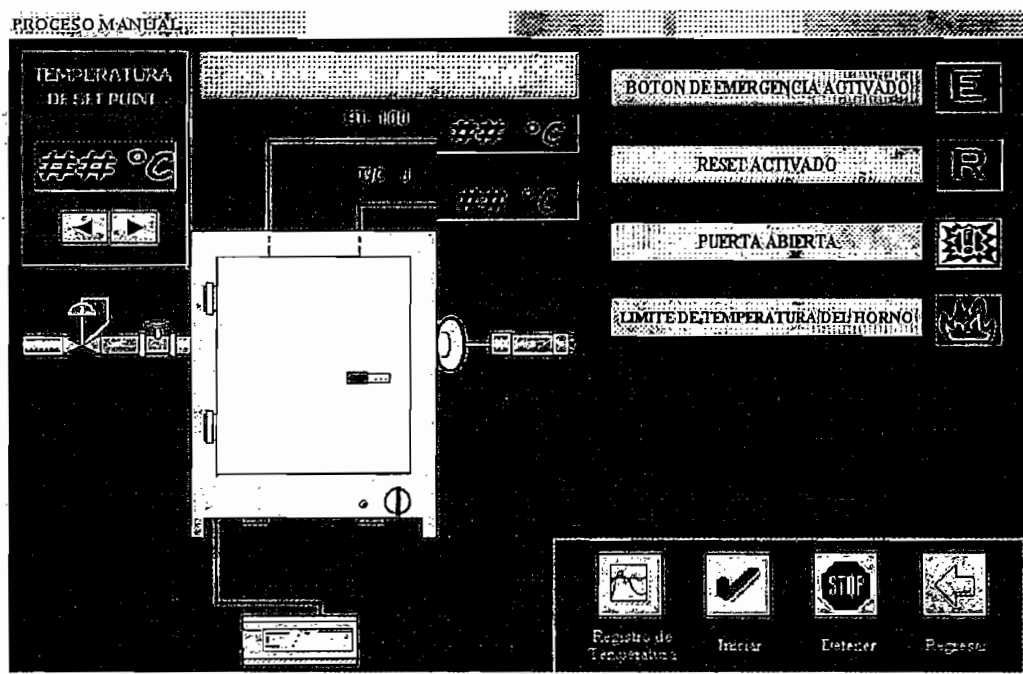 PROCESO MANUAL
TEMPERATURA
DE SET POINT
##°C
##°C
##°C
BOTON DE EMERGENCIA ACTIVADO
E
RESET ACTIVADO
R
PUERTA ABIERTA
LIMITE DE TEMPERATURA DEL HORNO
Registro de
Temperatura
Iniciar
STOP
Detener
Regresar